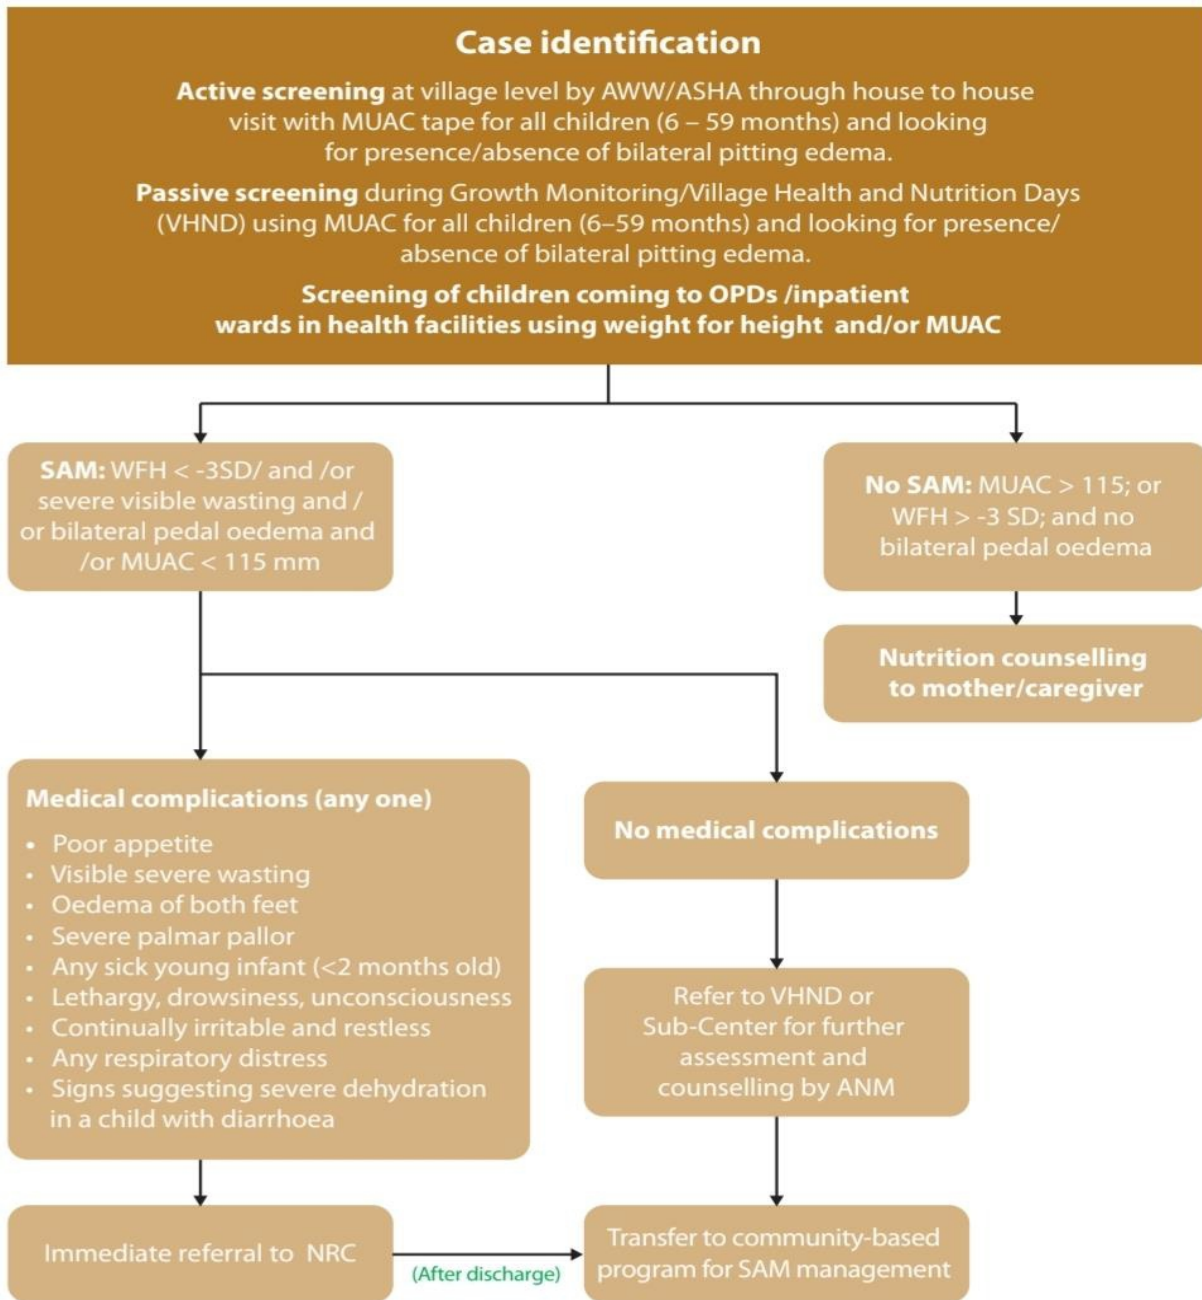 Case identification
Active screening at village level by AWW/ASHA through house to house
visit with MUAC tape for all children (6 – 59 months) and looking
for presence/absence of bilateral pitting edema.
Passive screening during Growth Monitoring/Village Health and Nutrition Days
(VHND) using MUAC for all children (6–59 months) and looking for presence/
absence of bilateral pitting edema.
Screening of children coming to OPDs /inpatient
wards in health facilities using weight for height and/or MUAC
SAM: WFH < -3SD/ and /or
severe visible wasting and /
or bilateral pedal oedema and
/or MUAC < 115 mm
No SAM: MUAC > 115; or
WFH > -3 SD; and no
bilateral pedal oedema
Nutrition counselling
to mother/caregiver
Medical complications (any one)
• Poor appetite
• Visible severe wasting
• Oedema of both feet
• Severe palmar pallor
• Any sick young infant (<2 months old)
• Lethargy, drowsiness, unconsciousness
• Continually irritable and restless
• Any respiratory distress
• Signs suggesting severe dehydration
in a child with diarrhoea
No medical complications
Refer to VHND or
Sub-Center for further
assessment and
counselling by ANM
Immediate referral to NRC
(After discharge)
Transfer to community-based
program for SAM management